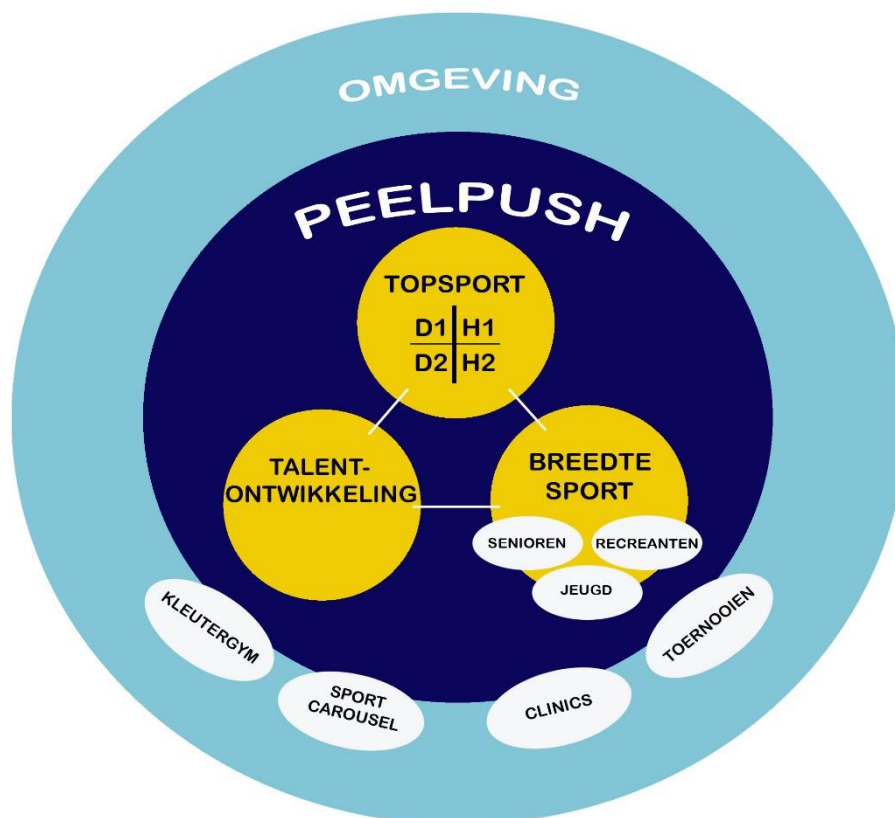 OMGEVING
PEELPUSH
TOPSPORT
D1 H1
D2 H2
TALENT-
ONTWIKKELING
BREEDTE
SPORT
SENIOREN
RECREANTEN
JEUGD
KLEUTERGYM
SPORT
CAROUSEL
CLINICS
TOERNOOIEN